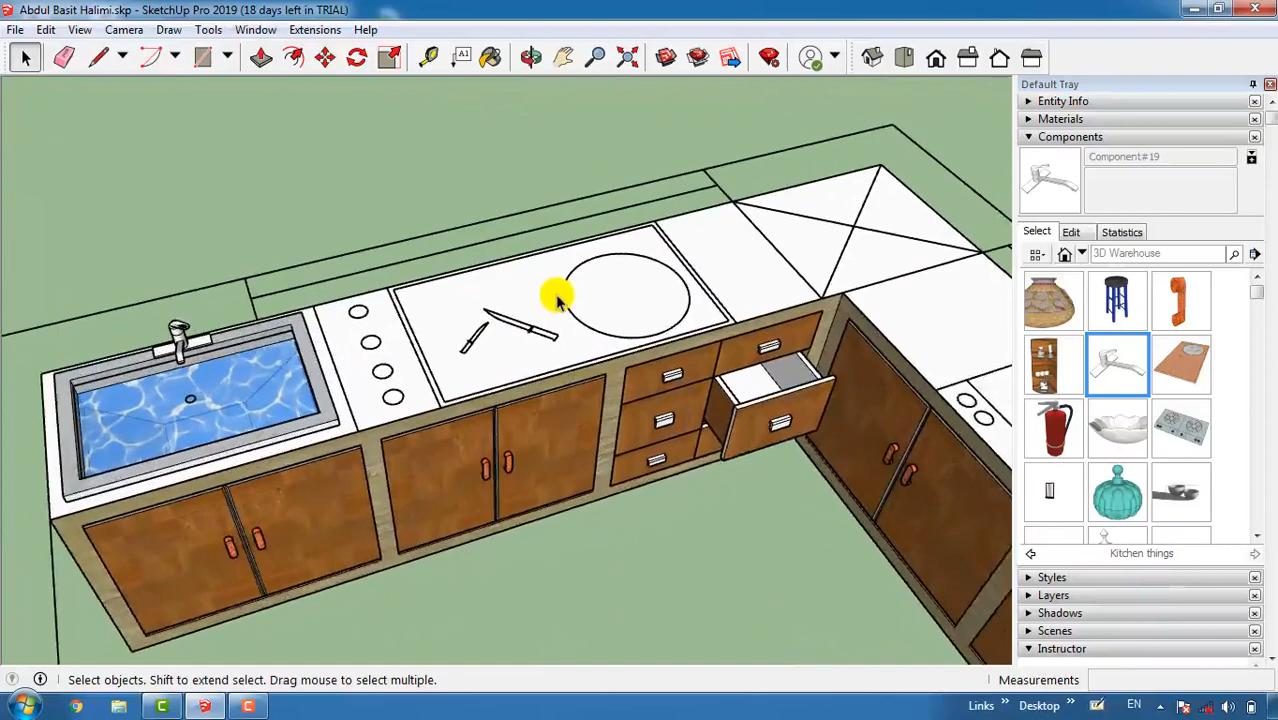 Abdul Basit Halimi.skp - SketchUp Pro 2019 (18 days left in TRIAL)
File Edit View Camera Draw Tools Window Extensions Help
A1
Default Tray
Entity Info
Materials
Components
Component#19
Select Edit Statistics
3D Warehouse
Kitchen things
Styles
Layers
Shadows
Scenes
Instructor
Select objects. Shift to extend select. Drag mouse to select multiple.
Measurements
Links » Desktop » EN